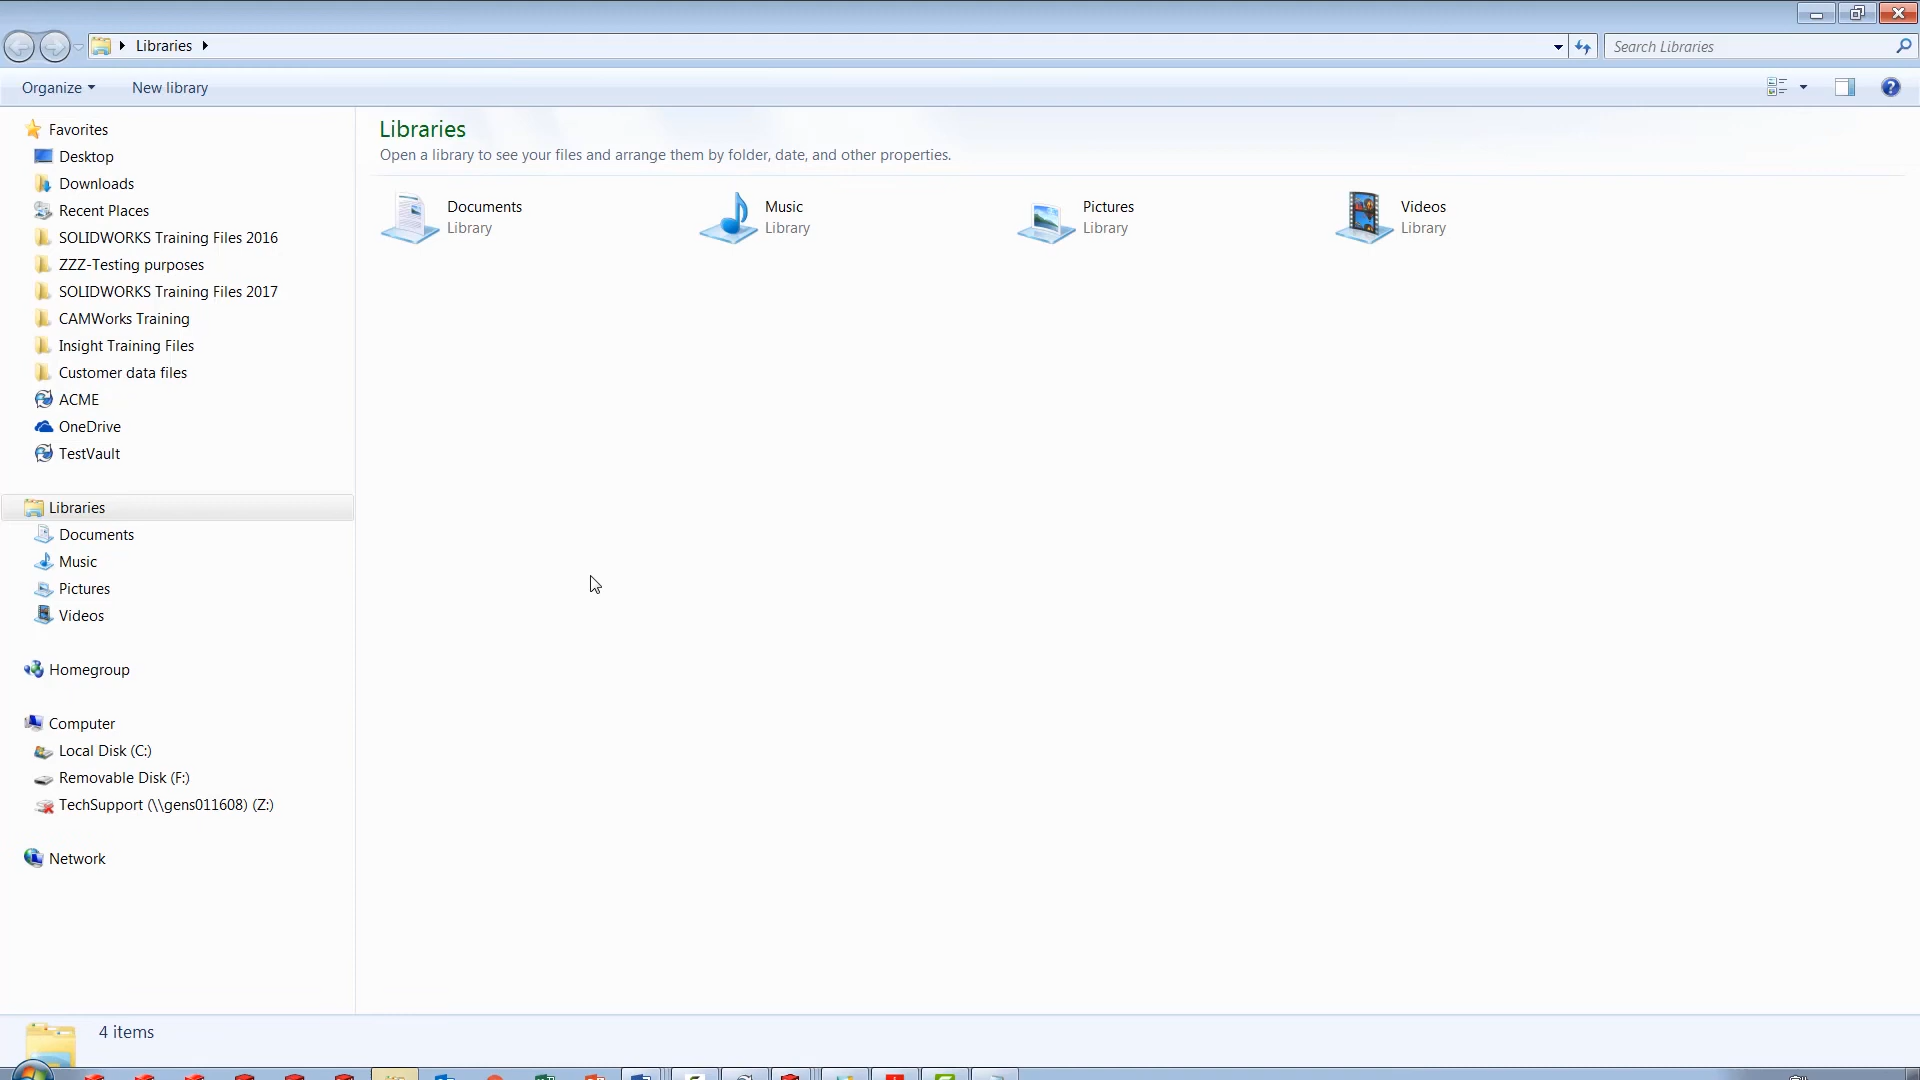 Libraries
Search Libraries
Organize
New library
Favorites
Desktop
Downloads
Recent Places
SOLIDWORKS Training Files 2016
ZZZ-Testing purposes
SOLIDWORKS Training Files 2017
CAMWorks Training
Insight Training Files
Customer data files
ACME
OneDrive
TestVault
Libraries
Documents
Music
Pictures
Videos
Homegroup
Computer
Local Disk (C:)
Removable Disk (F:)
TechSupport (\\gens011608) (Z:)
Network
Libraries
Open a library to see your files and arrange them by folder, date, and other properties.
Documents
Library
Music
Library
Pictures
Library
Videos
Library
4 items